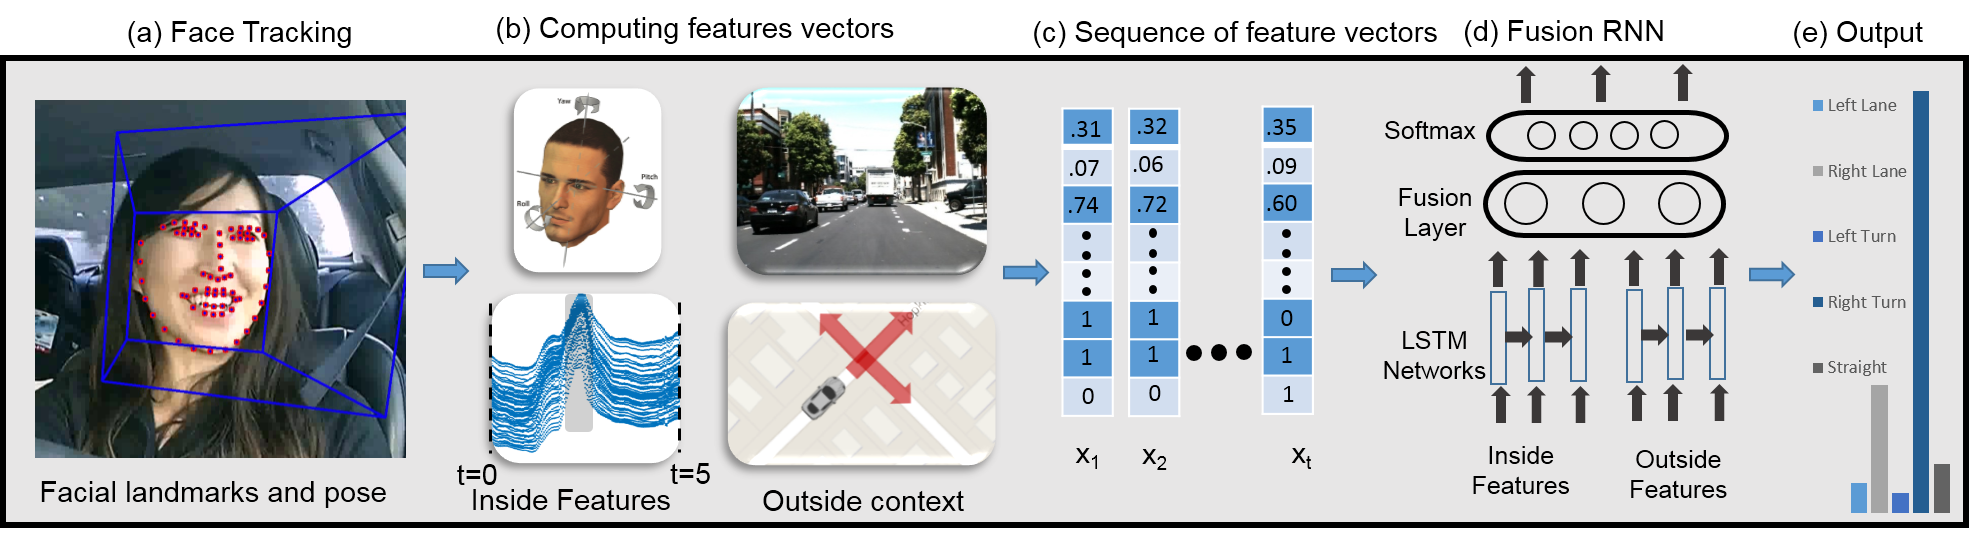 (a) Face Tracking
(b) Computing features vectors
(c) Sequence of feature vectors
(d) Fusion RNN
(e) Output
Facial landmarks and pose
Yaw
Pitch
Roll
t=0
t=5
Inside Features
Outside context
.31
.07
.74
1
1
0
x1
.32
.06
.72
1
1
0
x2
.35
.09
.60
0
1
1
xt
Softmax
Fusion
Layer
LSTM
Networks
Inside
Features
Outside
Features
Left Lane
Right Lane
Left Turn
Right Turn
Straight